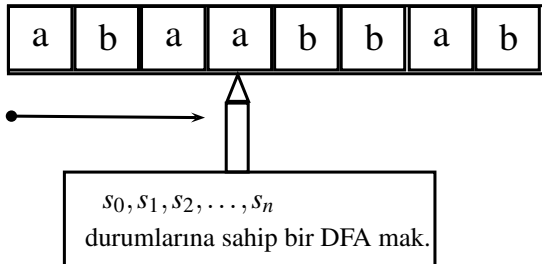 a b a a b b a b
s₀, s₁, s₂, . . . , sₙ
durumlarına sahip bir DFA mak.